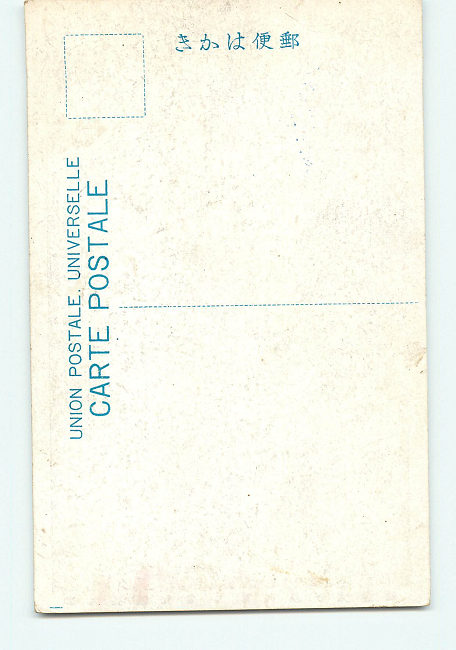 郵便はかき
UNION POSTALE. UNIVERSELLE
CARTE POSTALE